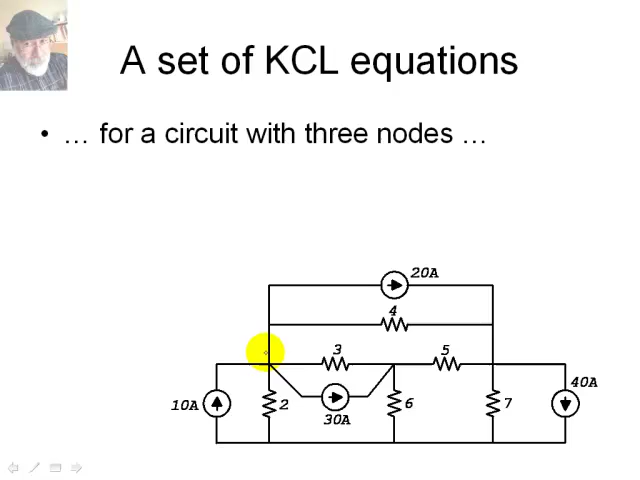 A set of KCL equations
• … for a circuit with three nodes …
20A
4
3
5
10A
2
30A
6
7
40A